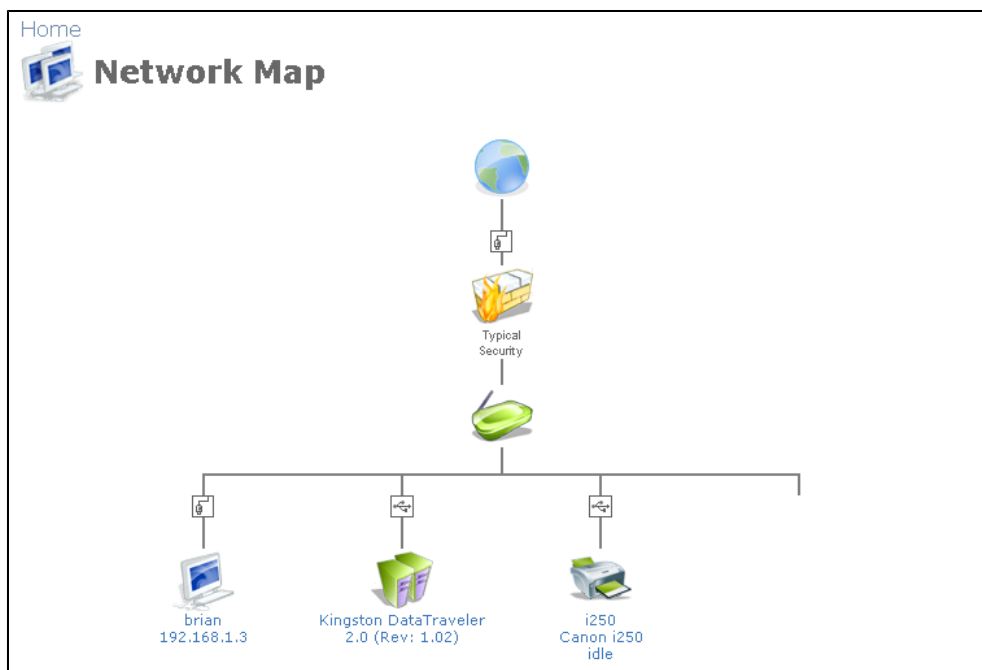 Home
Network Map
Typical
Security
brian
192.168.1.3
Kingston DataTraveler
2.0 (Rev: 1.02)
i250
Canon i250
idle